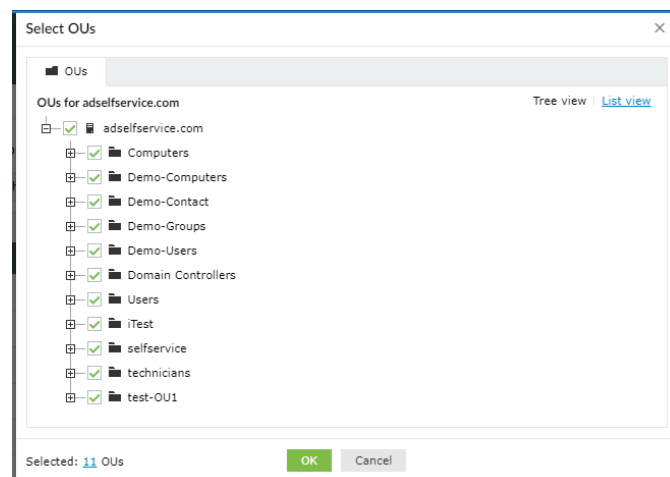 Select OUs
OUs
OUs for adselfservice.com Tree view List view
adselfservice.com
Computers
Demo-Computers
Demo-Contact
Demo-Groups
Demo-Users
Domain Controllers
Users
iTest
selfservice
technicians
test-OU1
Selected: 11 OUs OK Cancel